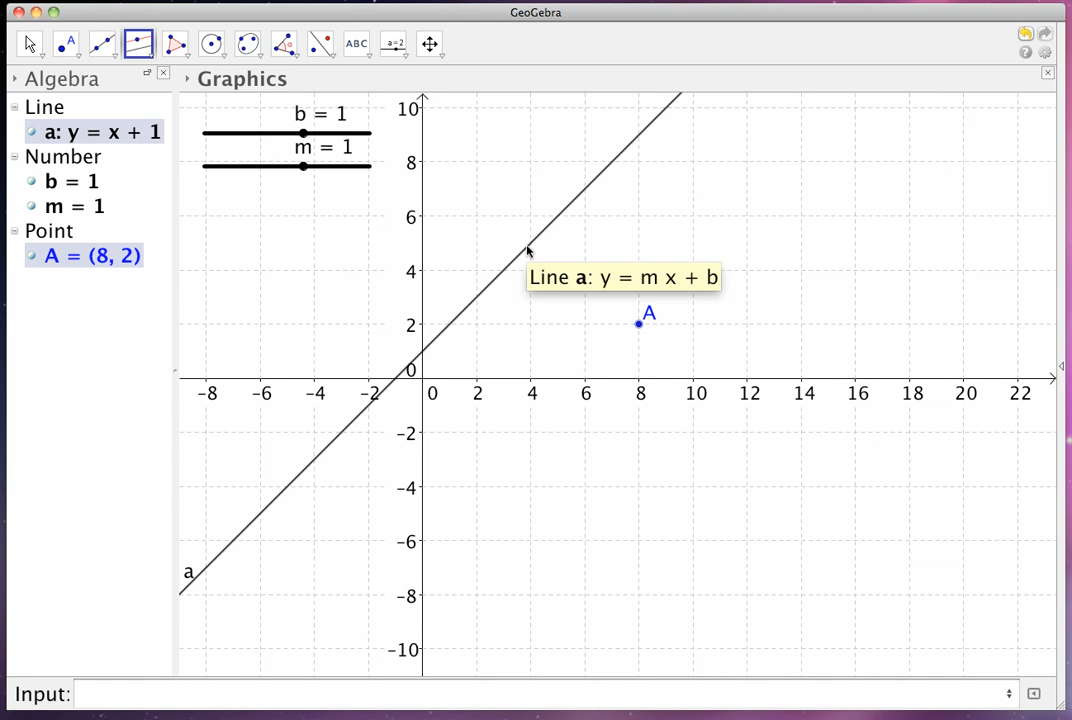 GeoGebra
A
α
ABC
a=2
Algebra
Graphics
Line
a: y = x + 1
Number
b = 1
m = 1
Point
A = (8, 2)
b = 1
m = 1
10
8
6
4
2
0
-8 -6 -4 -2 0 2 4 6 8 10 12 14 16 18 20 22
-2
-4
-6
-8
-10
Line a: y = m x + b
A
a
Input: